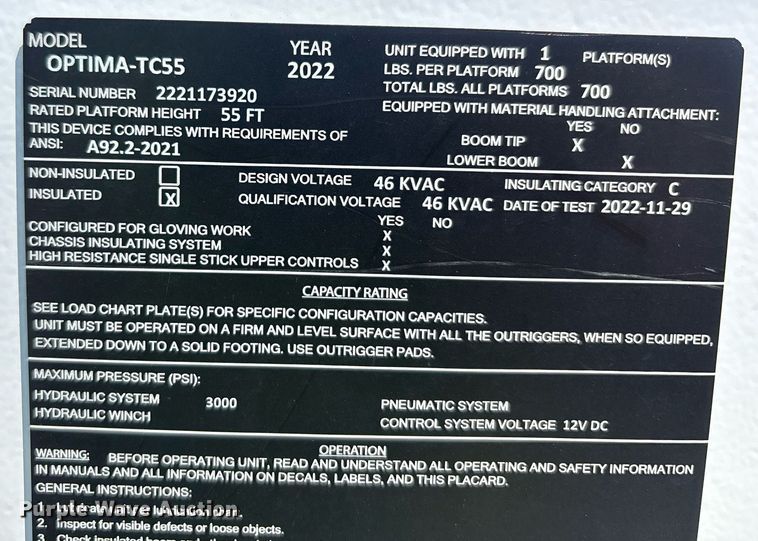 MODEL YEAR UNIT EQUIPPED WITH 1 PLATFORM(S)
OPTIMA-TC55 2022 LBS. PER PLATFORM 700
SERIAL NUMBER 2221173920 TOTAL LBS. ALL PLATFORMS 700
RATED PLATFORM HEIGHT 55 FT EQUIPPED WITH MATERIAL HANDLING ATTACHMENT:
THIS DEVICE COMPLIES WITH REQUIREMENTS OF YES NO
ANSI: A92.2-2021 BOOM TIP X
LOWER BOOM X
NON-INSULATED DESIGN VOLTAGE 46 KVAC INSULATING CATEGORY C
INSULATED X QUALIFICATION VOLTAGE 46 KVAC DATE OF TEST 2022-11-29
YES NO
CONFIGURED FOR GLOVING WORK X
CHASSIS INSULATING SYSTEM X
HIGH RESISTANCE SINGLE STICK UPPER CONTROLS X
CAPACITY RATING
SEE LOAD CHART PLATE(S) FOR SPECIFIC CONFIGURATION CAPACITIES.
UNIT MUST BE OPERATED ON A FIRM AND LEVEL SURFACE WITH ALL THE OUTRIGGERS, WHEN SO EQUIPPED,
EXTENDED DOWN TO A SOLID FOOTING. USE OUTRIGGER PADS.
MAXIMUM PRESSURE (PSI):
HYDRAULIC SYSTEM 3000 PNEUMATIC SYSTEM
HYDRAULIC WINCH CONTROL SYSTEM VOLTAGE 12V DC
OPERATION
WARNING: BEFORE OPERATING UNIT, READ AND UNDERSTAND ALL OPERATING AND SAFETY INFORMATION
IN MANUALS AND ALL INFORMATION ON DECALS, LABELS, AND THIS PLACARD.
GENERAL INSTRUCTIONS:
1.
Purple Wave Auction
2. Inspect for visible defects or loose objects.
3. Check insulated